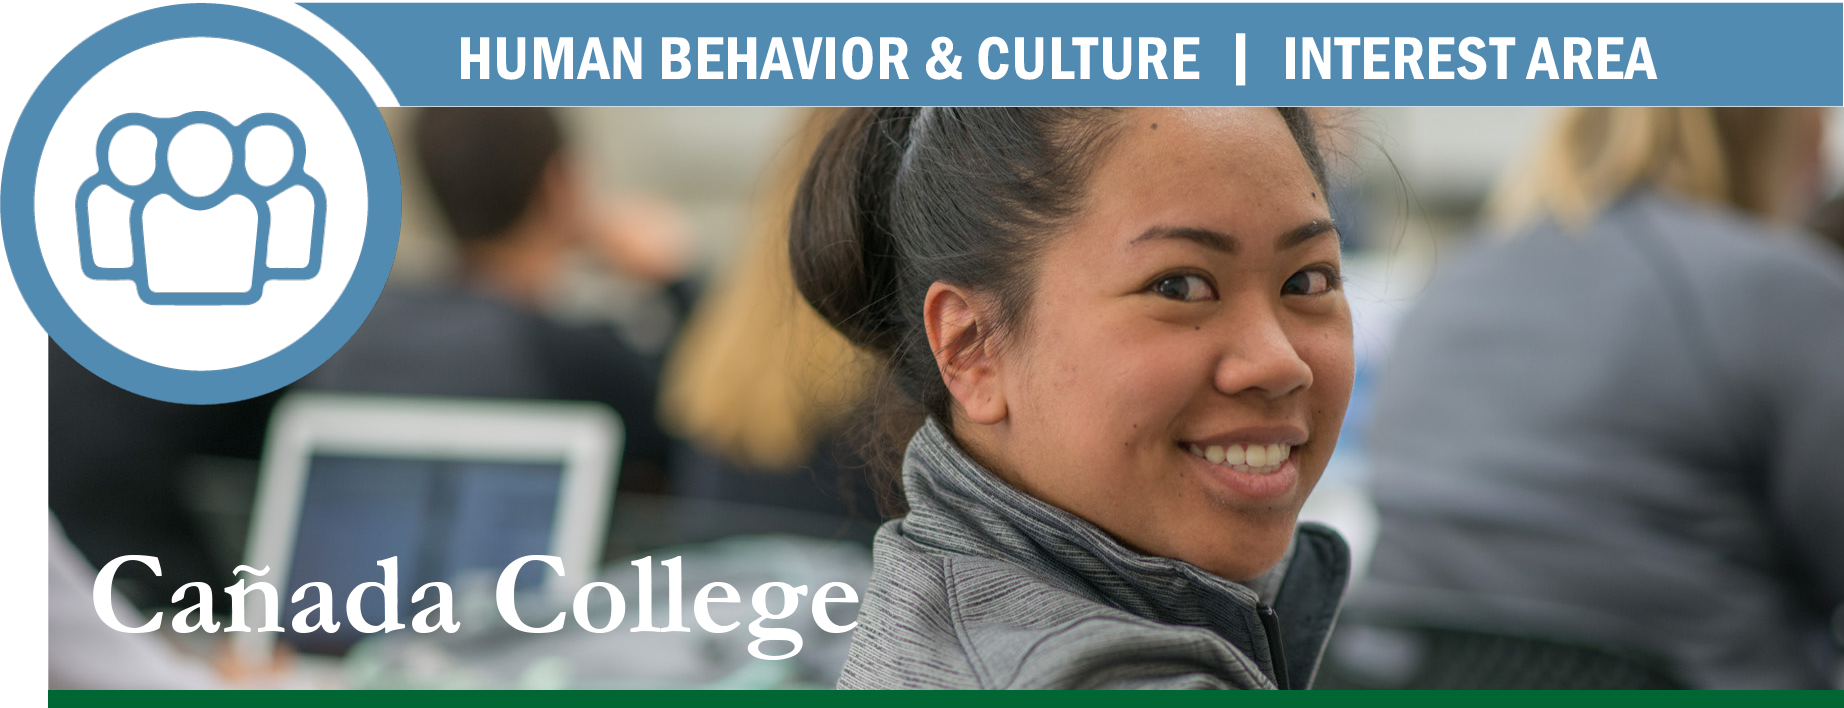 HUMAN BEHAVIOR & CULTURE | INTEREST AREA
Cañada College